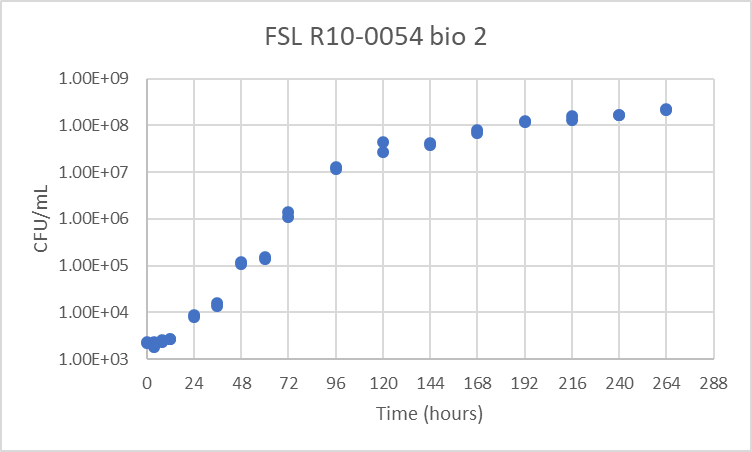 FSL R10-0054 bio 2
1.00E+09
1.00E+08
1.00E+07
1.00E+06
1.00E+05
1.00E+04
1.00E+03
CFU/mL
0 24 48 72 96 120 144 168 192 216 240 264 288
Time (hours)